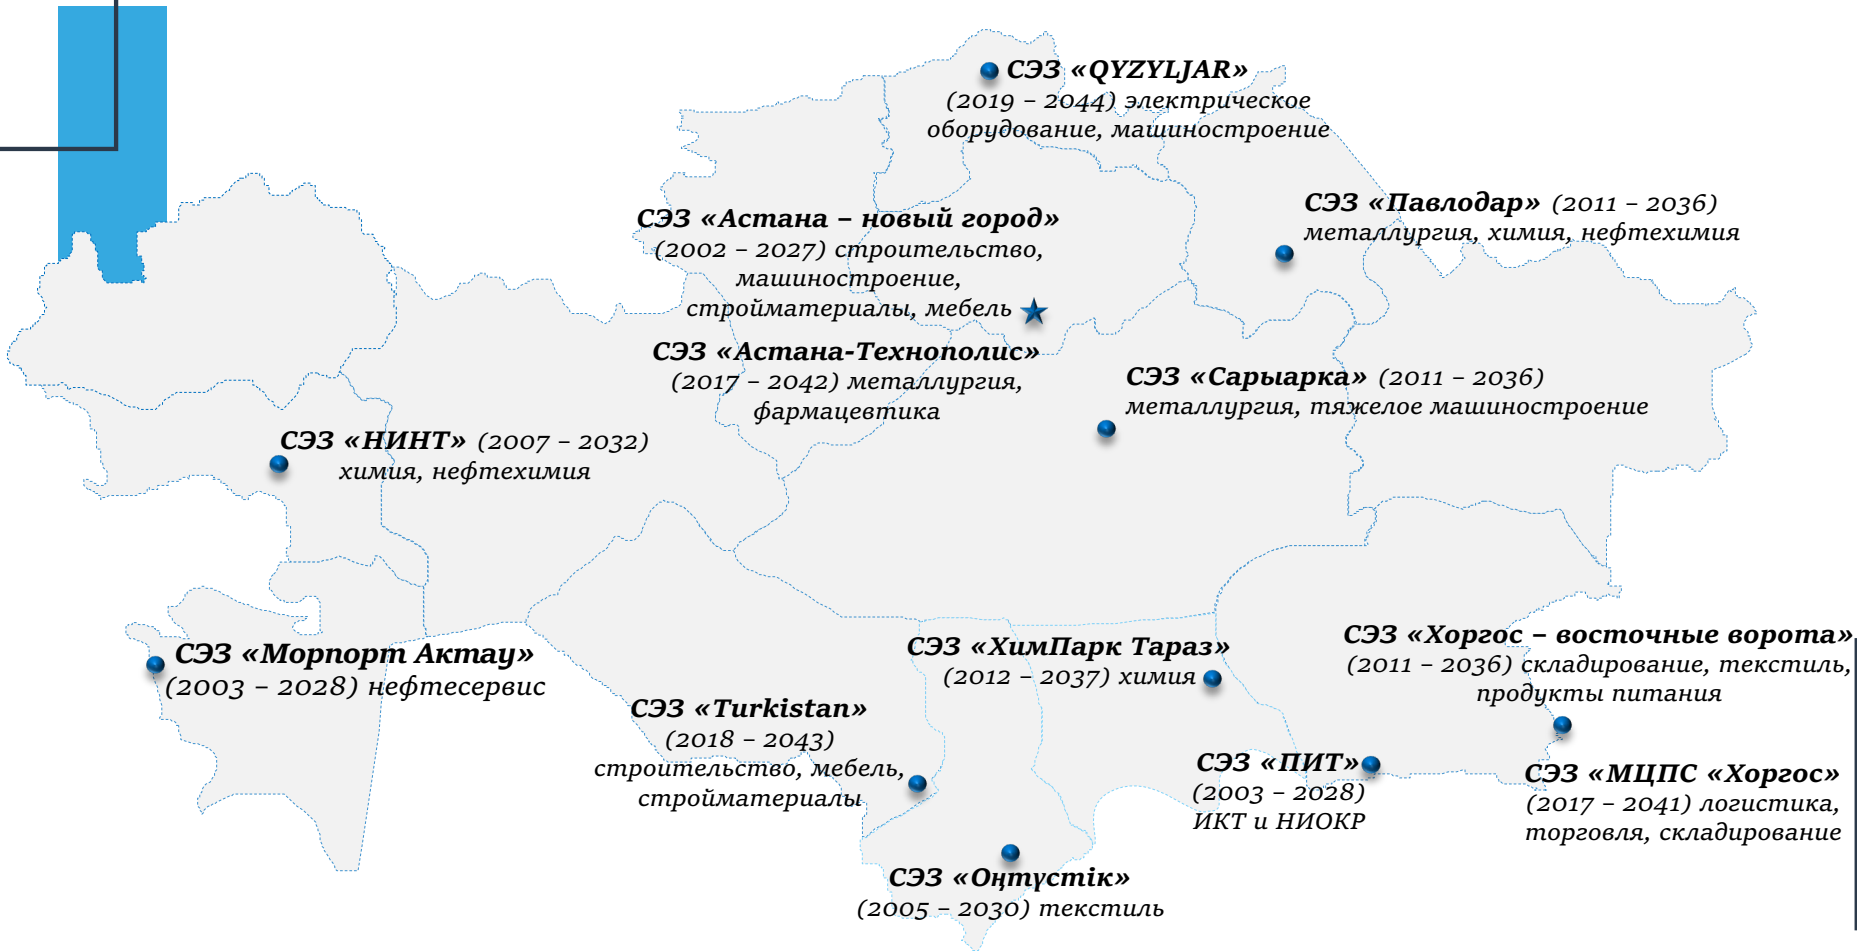 СЭЗ «QYZYLJAR»
(2019 – 2044) электрическое
оборудование, машиностроение
СЭЗ «Павлодар» (2011 – 2036)
металлургия, химия, нефтехимия
СЭЗ «Астана – новый город»
(2002 – 2027) строительство,
машиностроение,
стройматериалы, мебель
СЭЗ «Астана-Технополис»
(2017 – 2042) металлургия,
фармацевтика
СЭЗ «Сарыарка» (2011 – 2036)
металлургия, тяжелое машиностроение
СЭЗ «НИНТ» (2007 – 2032)
химия, нефтехимия
СЭЗ «Морпорт Актау»
(2003 – 2028) нефтесервис
СЭЗ «ХимПарк Тараз»
(2012 – 2037) химия
СЭЗ «Хоргос – восточные ворота»
(2011 – 2036) складирование, текстиль,
продукты питания
СЭЗ «Turkistan»
(2018 – 2043)
строительство, мебель,
стройматериалы
СЭЗ «ПИТ»
(2003 – 2028)
ИКТ и НИОКР
СЭЗ «МЦПС «Хоргос»
(2017 – 2041) логистика,
торговля, складирование
СЭЗ «Оңтүстік»
(2005 – 2030) текстиль